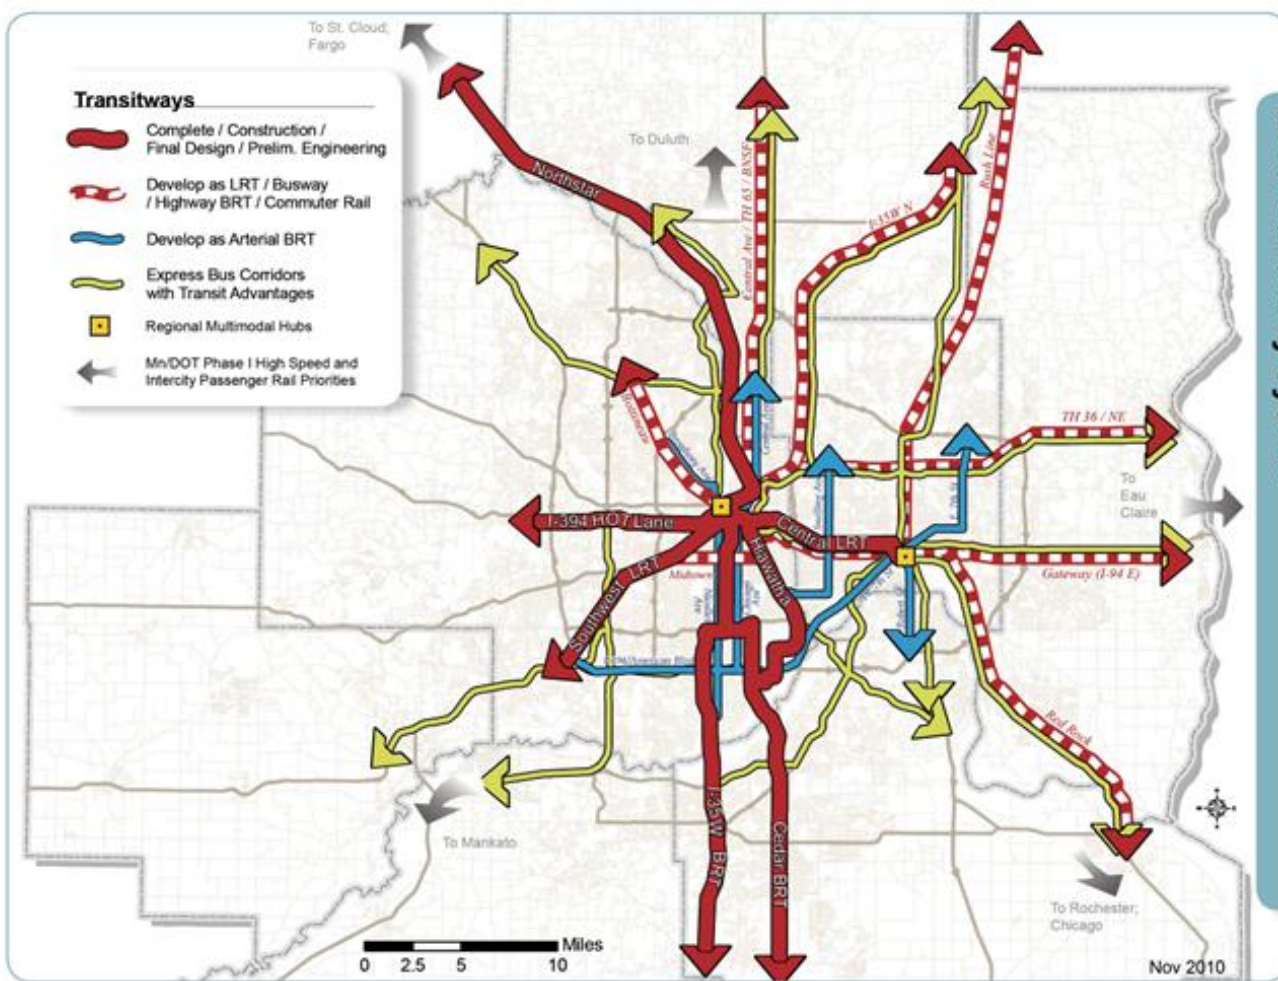 To St. Cloud;
Fargo
Transitways
Complete / Construction /
Final Design / Prelim. Engineering
Develop as LRT / Busway
/ Highway BRT / Commuter Rail
Develop as Arterial BRT
Express Bus Corridors
with Transit Advantages
Regional Multimodal Hubs
Mn/DOT Phase I High Speed and
Intercity Passenger Rail Priorities
To Duluth
Northstar
Central Ave / TH 65 / BNSF
I-35W N
Rush Line
Bottineau
Central Ave
TH 36 / NE
To
Eau
Claire
I-394 HOT Lane
Central LRT
Hiawatha
Southwest LRT
Midtown
Gateway (I-94 E)
Red Rock
I-35W BRT
Cedar BRT
To Mankato
To Rochester;
Chicago
Miles
0 2.5 5 10
Nov 2010